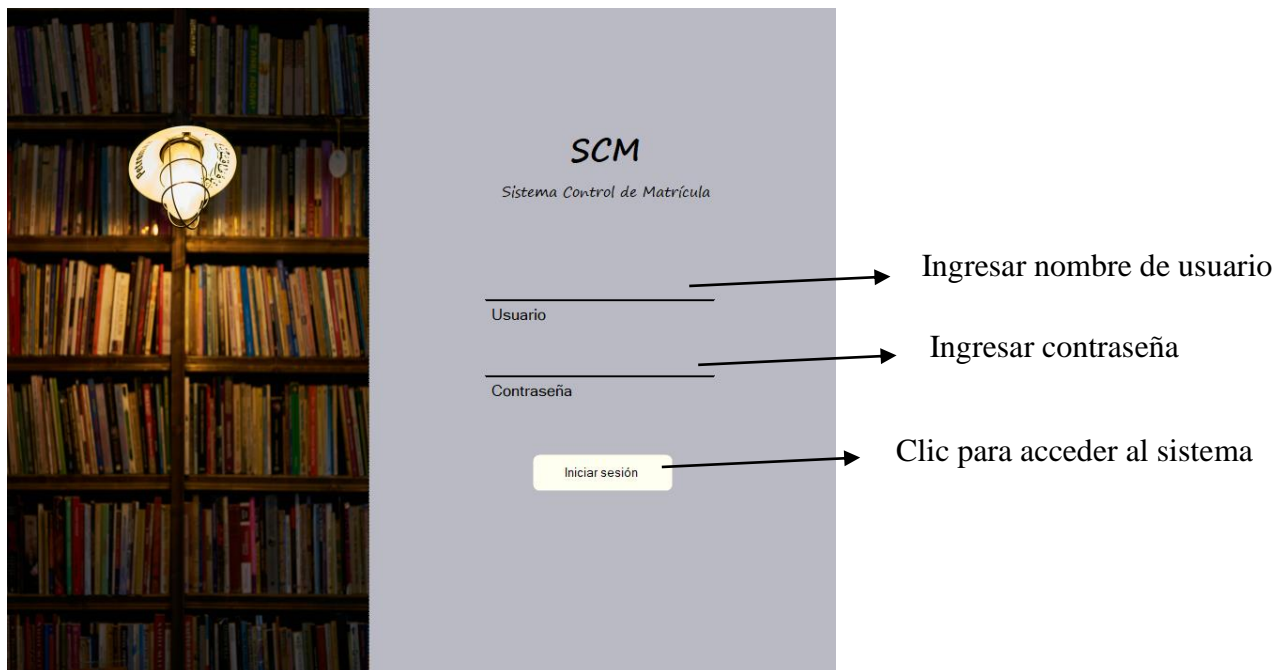 SCM
Sistema Control de Matrícula
Ingresar nombre de usuario
Usuario
Ingresar contraseña
Contraseña
Clic para acceder al sistema
Iniciar sesión